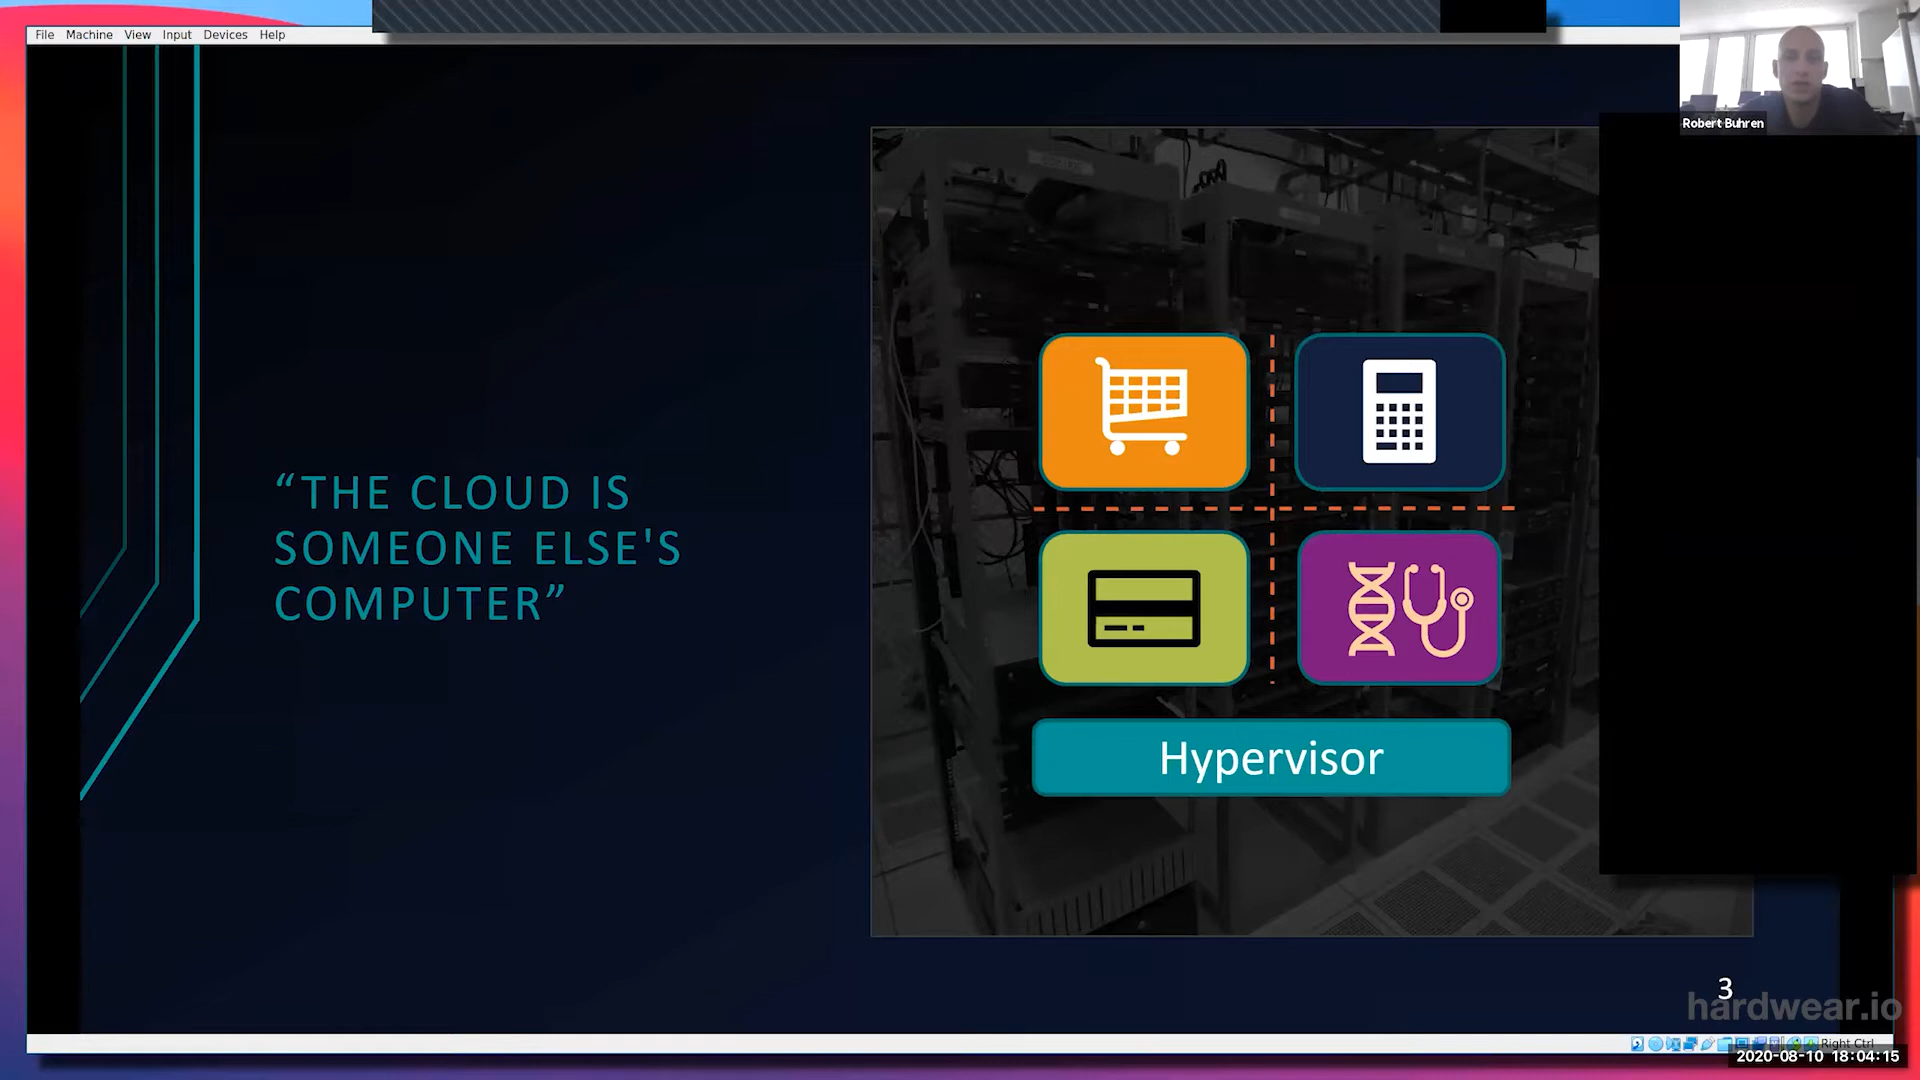 File Machine View Input Devices Help
Robert Buhren
“THE CLOUD IS
SOMEONE ELSE'S
COMPUTER”
Hypervisor
3
hardwear.io
Right Ctrl
2020-08-10 18:04:15